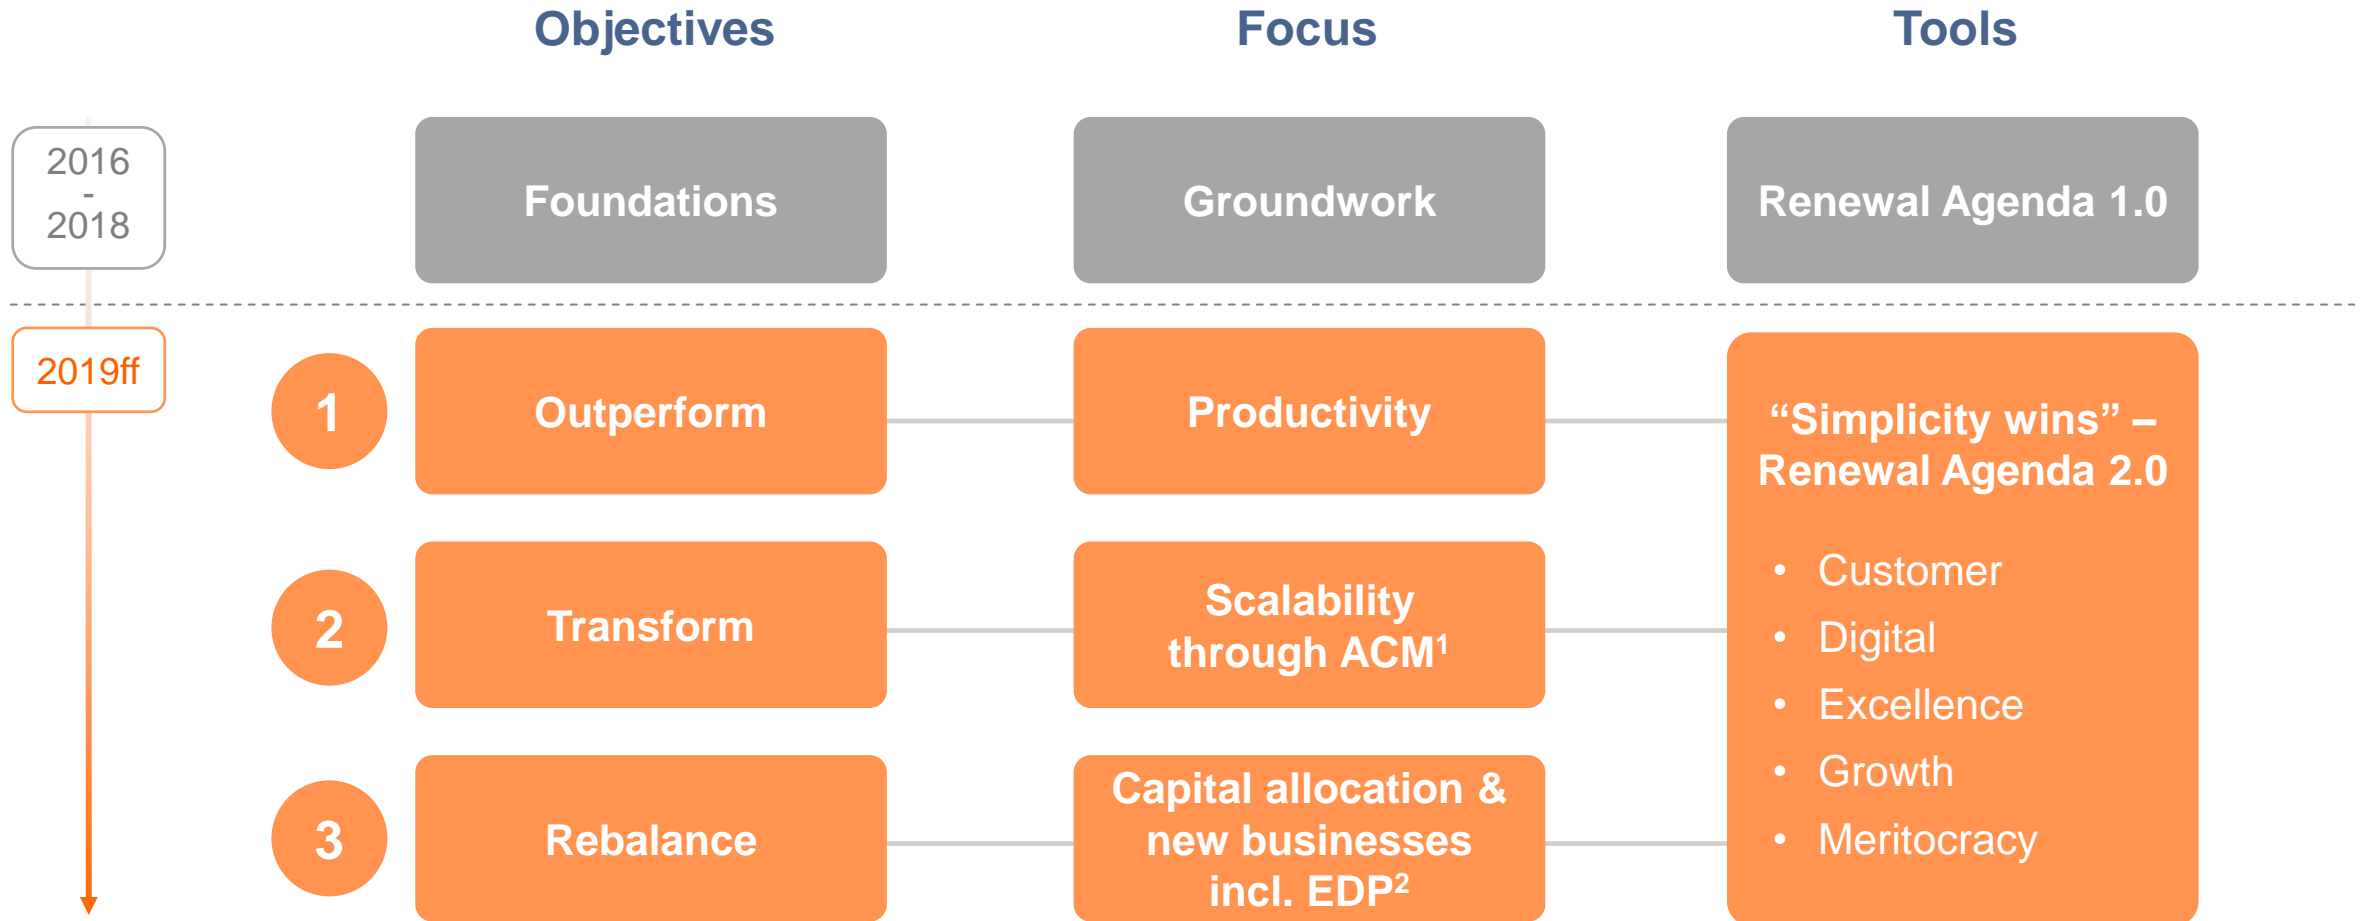 Objectives
Focus
Tools
2016
-
2018
Foundations
Groundwork
Renewal Agenda 1.0
2019ff
1
Outperform
Productivity
“Simplicity wins” –
Renewal Agenda 2.0
• Customer
• Digital
• Excellence
• Growth
• Meritocracy
2
Transform
Scalability
through ACM¹
3
Rebalance
Capital allocation &
new businesses
incl. EDP²